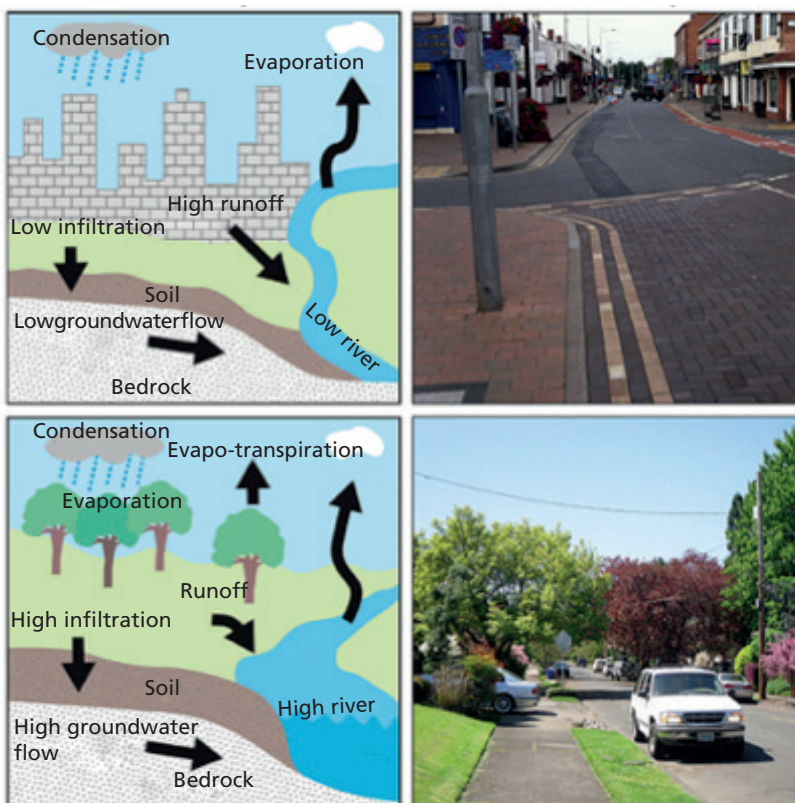 Condensation
Evaporation
High runoff
Low infiltration
Soil
Lowgroundwaterflow
Low river
Bedrock
Condensation
Evapo-transpiration
Evaporation
Runoff
High infiltration
Soil
High river
High groundwater
flow
Bedrock